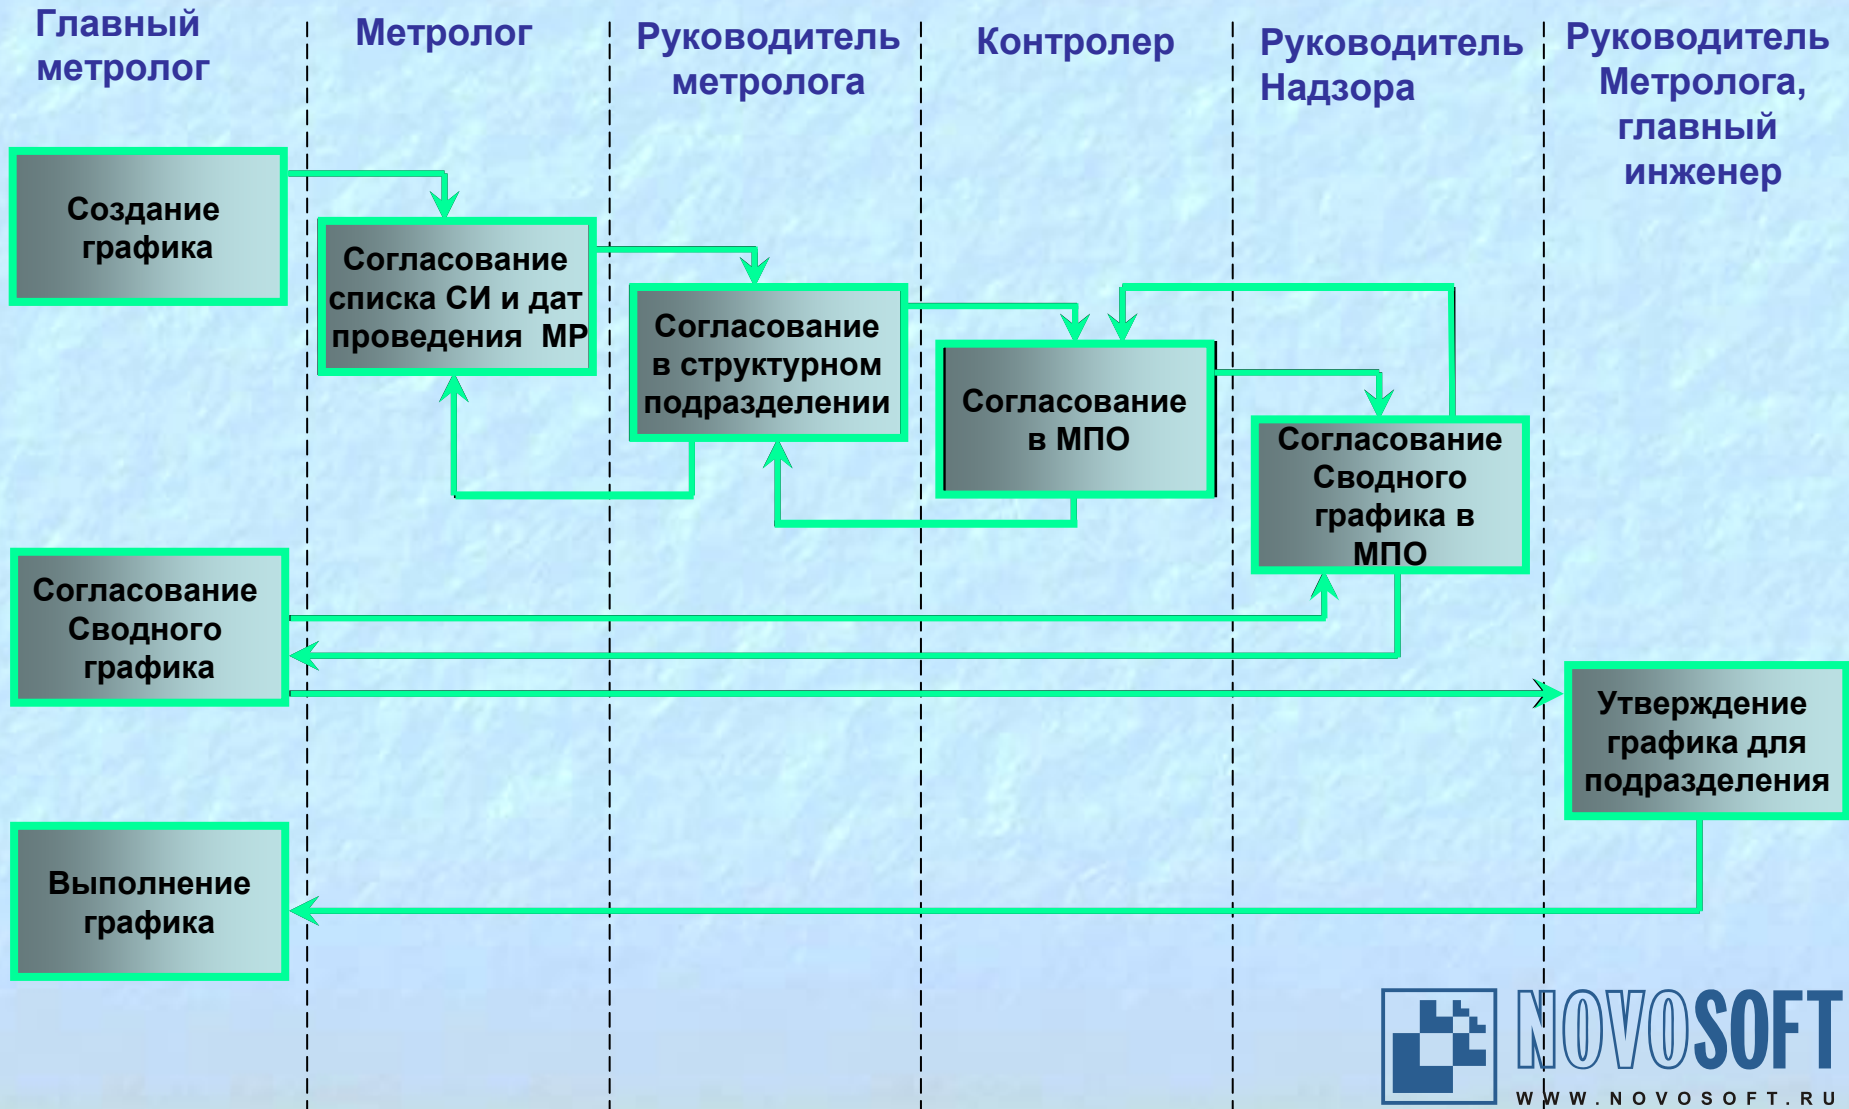 Главный
метролог
Метролог
Руководитель
метролога
Контролер
Руководитель
Надзора
Руководитель
Метролога,
главный
инженер
Создание
графика
Согласование
списка СИ и дат
проведения МР
Согласование
в структурном
подразделении
Согласование
в МПО
Согласование
Сводного
графика в
МПО
Согласование
Сводного
графика
Утверждение
графика для
подразделения
Выполнение
графика
NOVOSOFT
WWW.NOVOSOFT.RU